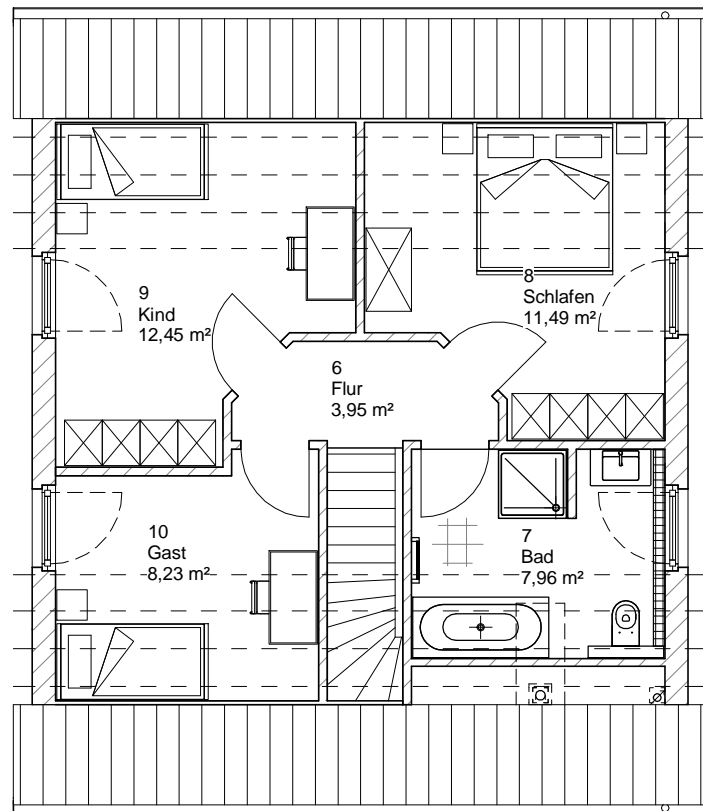 9
Kind
12,45 m²
8
Schlafen
11,49 m²
6
Flur
3,95 m²
10
Gast
8,23 m²
7
Bad
7,96 m²